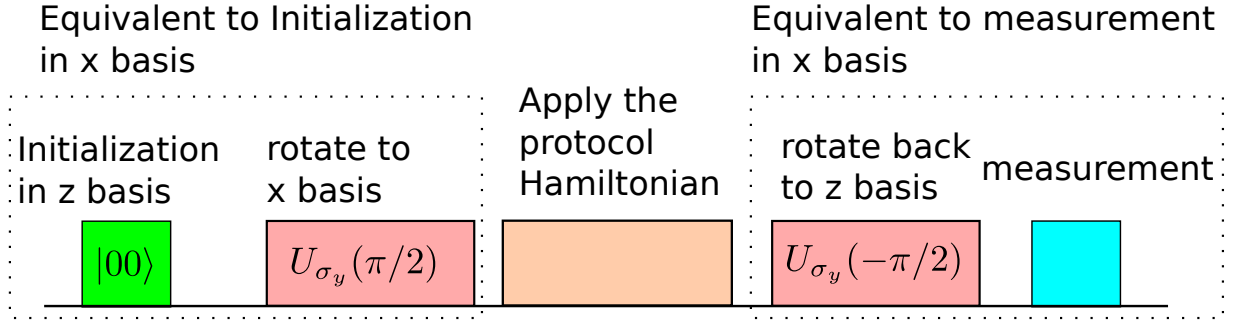 Equivalent to Initialization
in x basis
Initialization
in z basis
rotate to
x basis
|00⟩
U_{σ_y}(π/2)
Apply the
protocol
Hamiltonian
Equivalent to measurement
in x basis
rotate back
to z basis
measurement
U_{σ_y}(−π/2)